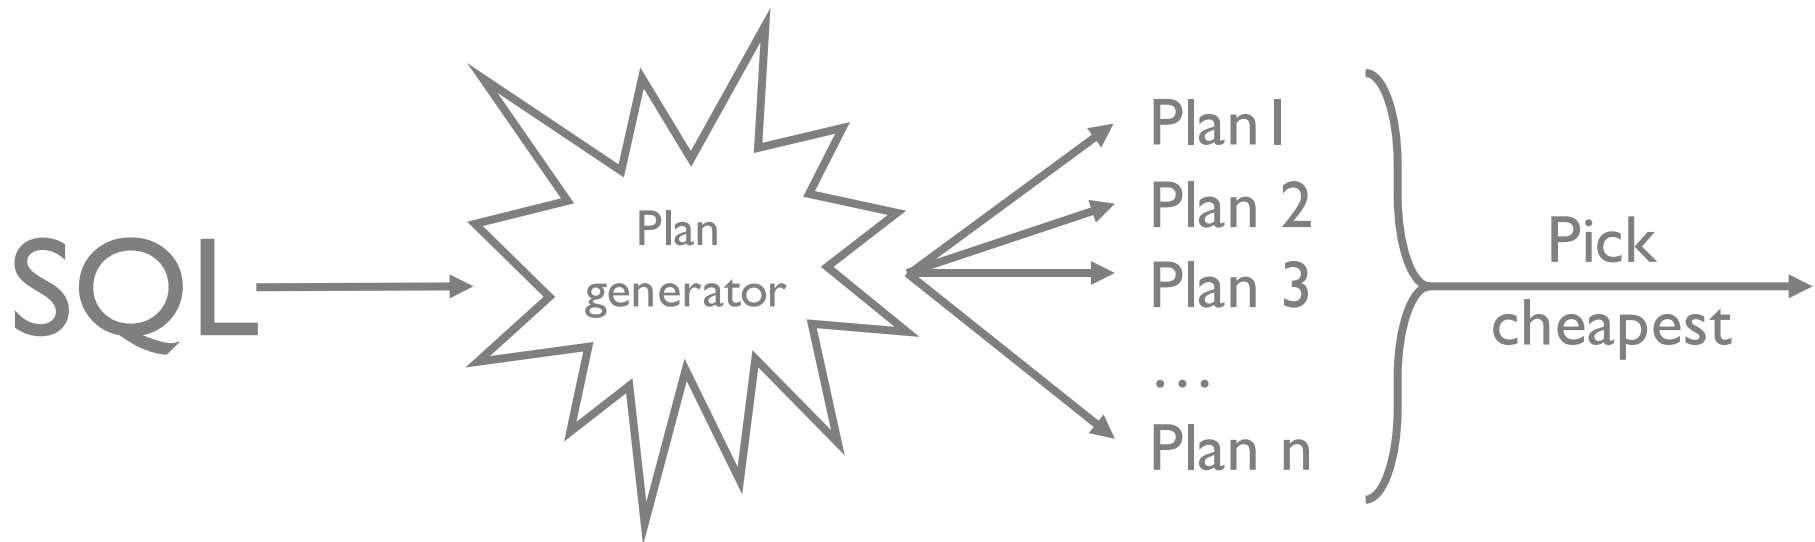 SQL
Plan
generator
Plan1
Plan 2
Plan 3
...
Plan n
Pick
cheapest